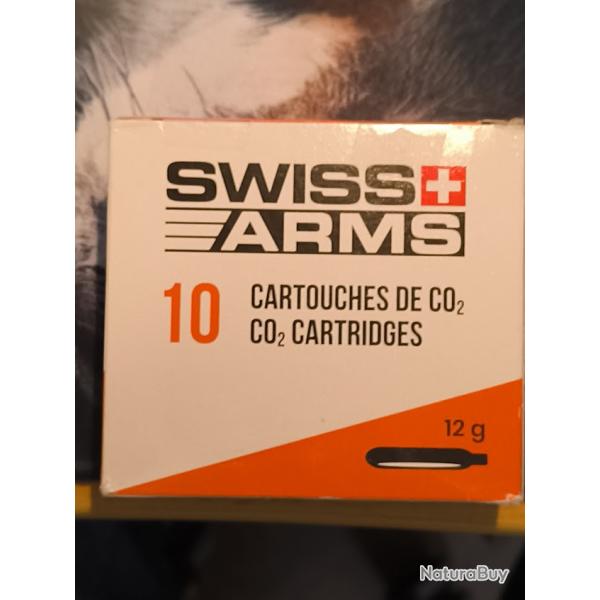 SWISS
ARMS
10 CARTOUCHES DE CO₂
CO₂ CARTRIDGES
12 g
NaturaBuy